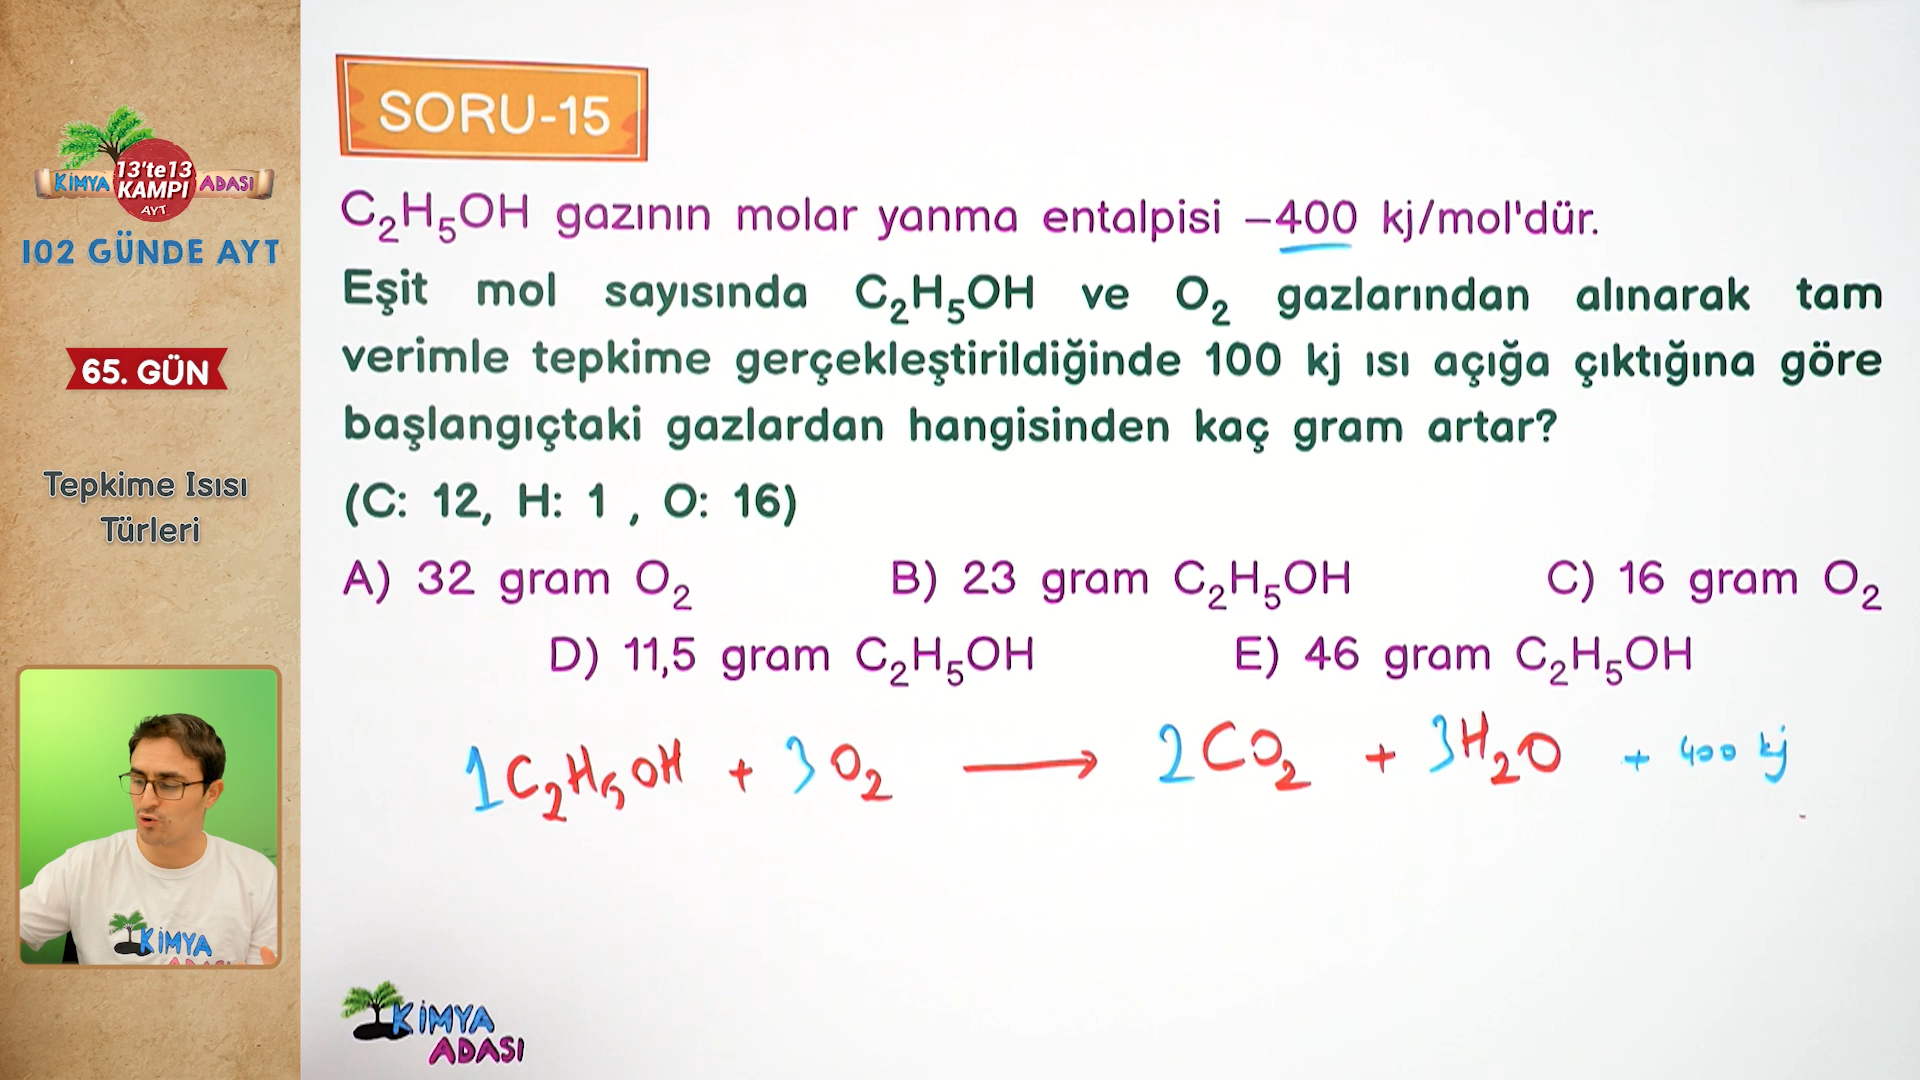 13'te13
KİMYA KAMPI ADASI
AYT
102 GÜNDE AYT
65. GÜN
Tepkime Isısı
Türleri
SORU-15
C₂H₅OH gazının molar yanma entalpisi –400 kj/mol'dür.
Eşit mol sayısında C₂H₅OH ve O₂ gazlarından alınarak tam
verimle tepkime gerçekleştirildiğinde 100 kj ısı açığa çıktığına göre
başlangıçtaki gazlardan hangisinden kaç gram artar?
(C: 12, H: 1 , O: 16)
A) 32 gram O₂ B) 23 gram C₂H₅OH C) 16 gram O₂
D) 11,5 gram C₂H₅OH E) 46 gram C₂H₅OH
1C₂H₅OH + 3O₂ → 2CO₂ + 3H₂O + 400 kj
KİMYA
ADASI
KİMYA
ADASI